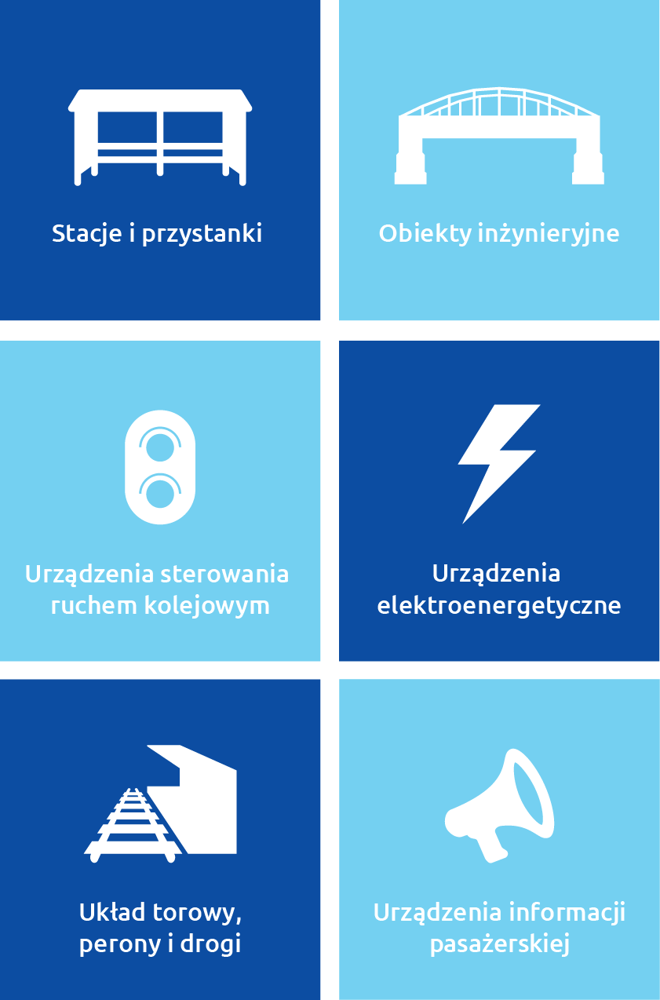 Stacje i przystanki
Obiekty inżynieryjne
Urządzenia sterowania
ruchem kolejowym
Urządzenia
elektroenergetyczne
Układ torowy,
perony i drogi
Urządzenia informacji
pasażerskiej